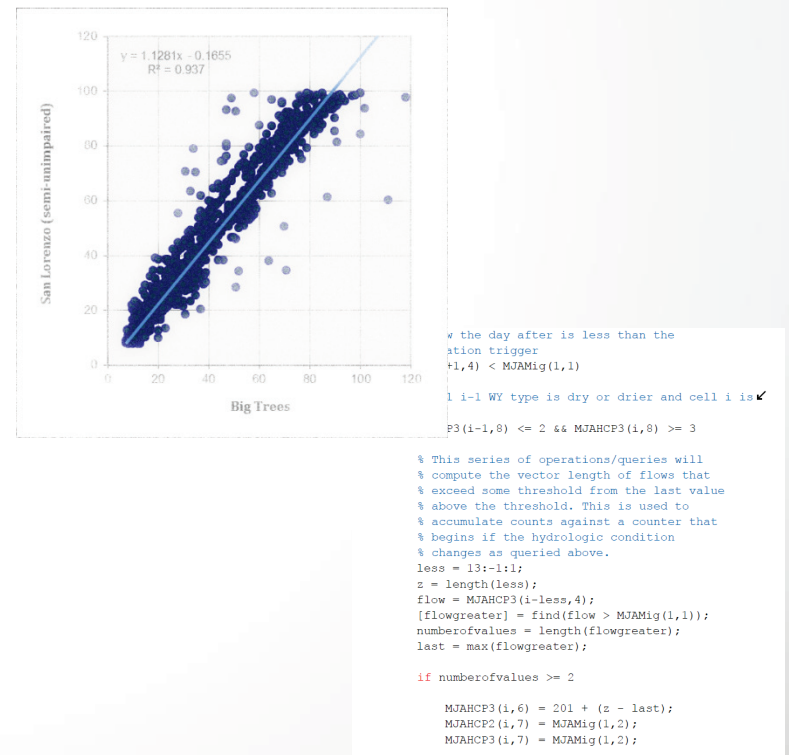 120
y = 1.1281x - 0.1655
R² = 0.937
100
80
60
40
20
0
0 20 40 60 80 100 120
San Lorenzo (semi-unimpaired)
Big Trees
the day after is less than the
trigger
+1,4) < MJAMig(1,1)
i-1 WY type is dry or drier and cell i is↙
P3(i-1,8) <= 2 && MJAHCP3(i,8) >= 3
% This series of operations/queries will
% compute the vector length of flows that
% exceed some threshold from the last value
% above the threshold. This is used to
% accumulate counts against a counter that
% begins if the hydrologic condition
% changes as queried above.
less = 13:-1:1;
z = length(less);
flow = MJAHCP3(i-less,4);
[flowgreater] = find(flow > MJAMig(1,1));
numberofvalues = length(flowgreater);
last = max(flowgreater);
if numberofvalues >= 2
MJAHCP3(i,6) = 201 + (z - last);
MJAHCP2(i,7) = MJAMig(1,2);
MJAHCP3(i,7) = MJAMig(1,2);